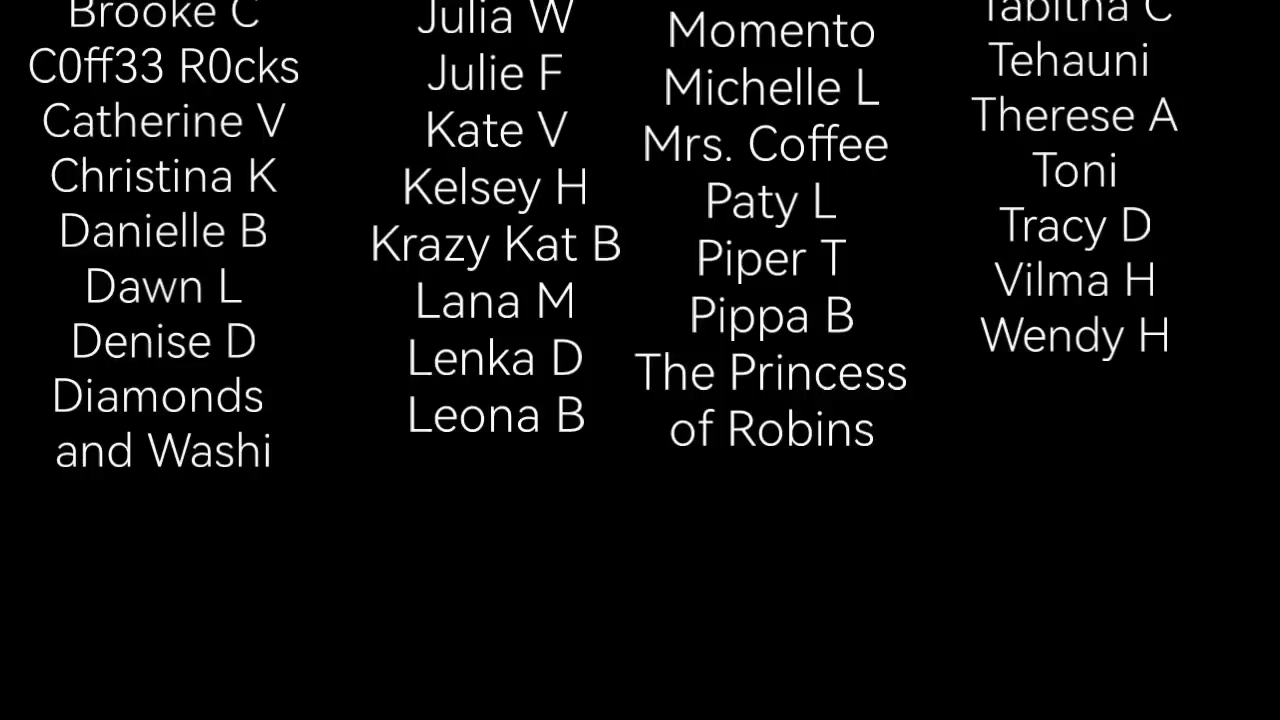 Brooke C
C0ff33 R0cks
Catherine V
Christina K
Danielle B
Dawn L
Denise D
Diamonds
and Washi
Julia W
Julie F
Kate V
Kelsey H
Krazy Kat B
Lana M
Lenka D
Leona B
Momento
Michelle L
Mrs. Coffee
Paty L
Piper T
Pippa B
The Princess
of Robins
Tabitha C
Tehauni
Therese A
Toni
Tracy D
Vilma H
Wendy H